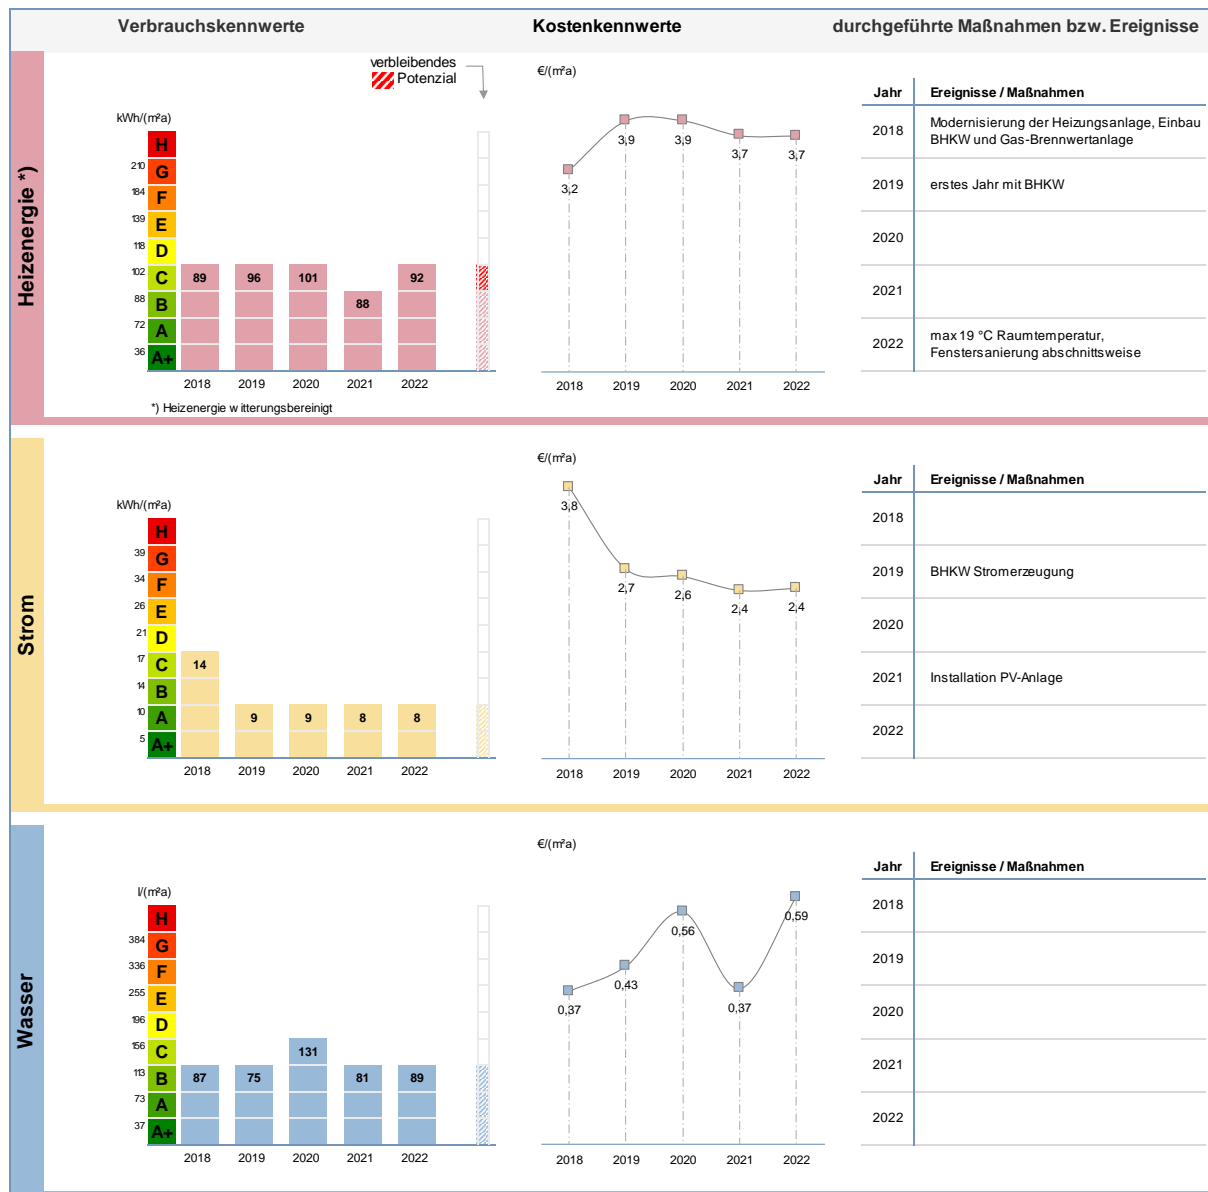 Verbrauchskennwerte
Kostenkennwerte
durchgeführte Maßnahmen bzw. Ereignisse
Heizenergie *)
verbleibendes
Potenzial
kWh/(m²a)
H
210
G
184
F
139
E
118
D
102
C
88
B
72
A
36
A+
89
96
101
88
92
2018 2019 2020 2021 2022
*) Heizenergie witterungsbereinigt
€/(m²a)
3,2
3,9
3,9
3,7
3,7
2018 2019 2020 2021 2022
Jahr Ereignisse / Maßnahmen
2018 Modernisierung der Heizungsanlage, Einbau
BHKW und Gas-Brennwertanlage
2019 erstes Jahr mit BHKW
2020
2021
2022 max 19 °C Raumtemperatur,
Fenstersanierung abschnittsweise
Strom
kWh/(m²a)
H
39
G
34
F
26
E
21
D
17
C
14
B
10
A
5
A+
14
9
9
8
8
2018 2019 2020 2021 2022
€/(m²a)
3,8
2,7
2,6
2,4
2,4
2018 2019 2020 2021 2022
Jahr Ereignisse / Maßnahmen
2018
2019 BHKW Stromerzeugung
2020
2021 Installation PV-Anlage
2022
Wasser
l/(m²a)
H
384
G
336
F
255
E
196
D
156
C
113
B
73
A
37
A+
87
75
131
81
89
2018 2019 2020 2021 2022
€/(m²a)
0,37
0,43
0,56
0,37
0,59
2018 2019 2020 2021 2022
Jahr Ereignisse / Maßnahmen
2018
2019
2020
2021
2022